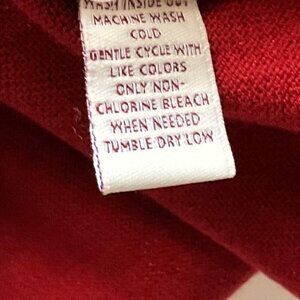 WASH INSIDE OUT
MACHINE WASH
COLD
GENTLE CYCLE WITH
LIKE COLORS
ONLY NON-
CHLORINE BLEACH
WHEN NEEDED
TUMBLE DRY LOW